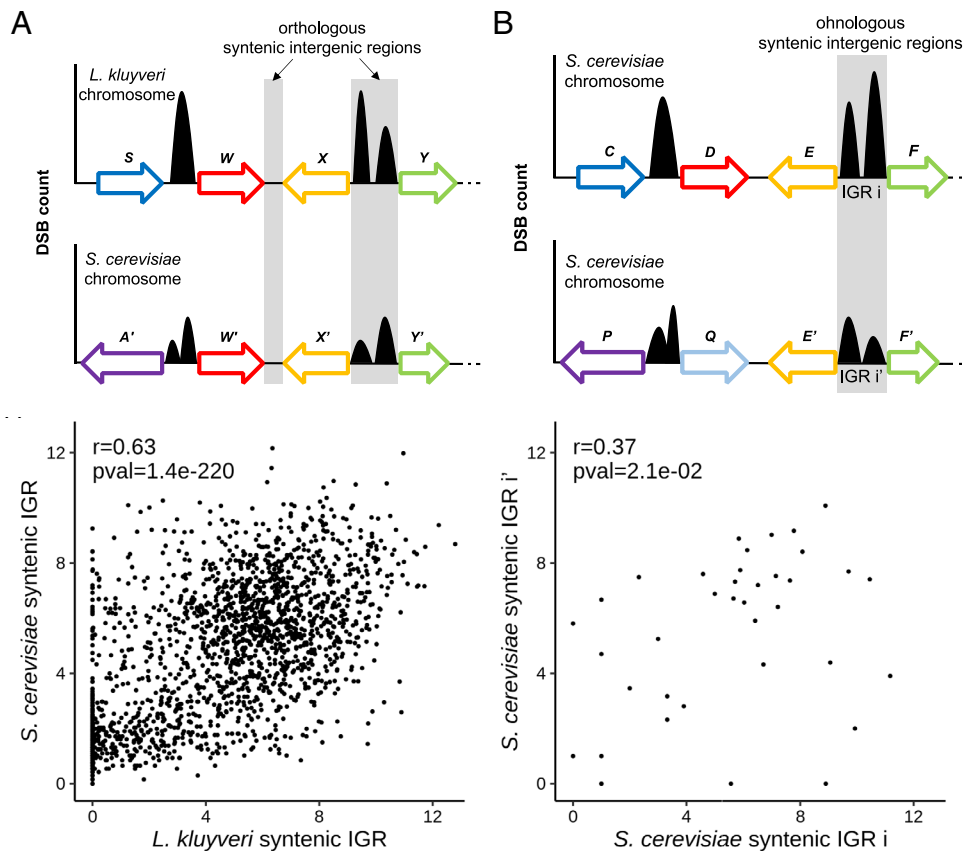 A
orthologous
syntenic intergenic regions
L. kluyveri
chromosome
S
W
X
Y
DSB count
S. cerevisiae
chromosome
A'
W'
X'
Y'
B
ohnologous
syntenic intergenic regions
S. cerevisiae
chromosome
C
D
E
F
IGR i
DSB count
S. cerevisiae
chromosome
P
Q
E'
F'
IGR i'
r=0.63
pval=1.4e-220
S. cerevisiae syntenic IGR
12
8
4
0
0
4
8
12
L. kluyveri syntenic IGR
r=0.37
pval=2.1e-02
S. cerevisiae syntenic IGR i'
12
8
4
0
0
4
8
12
S. cerevisiae syntenic IGR i